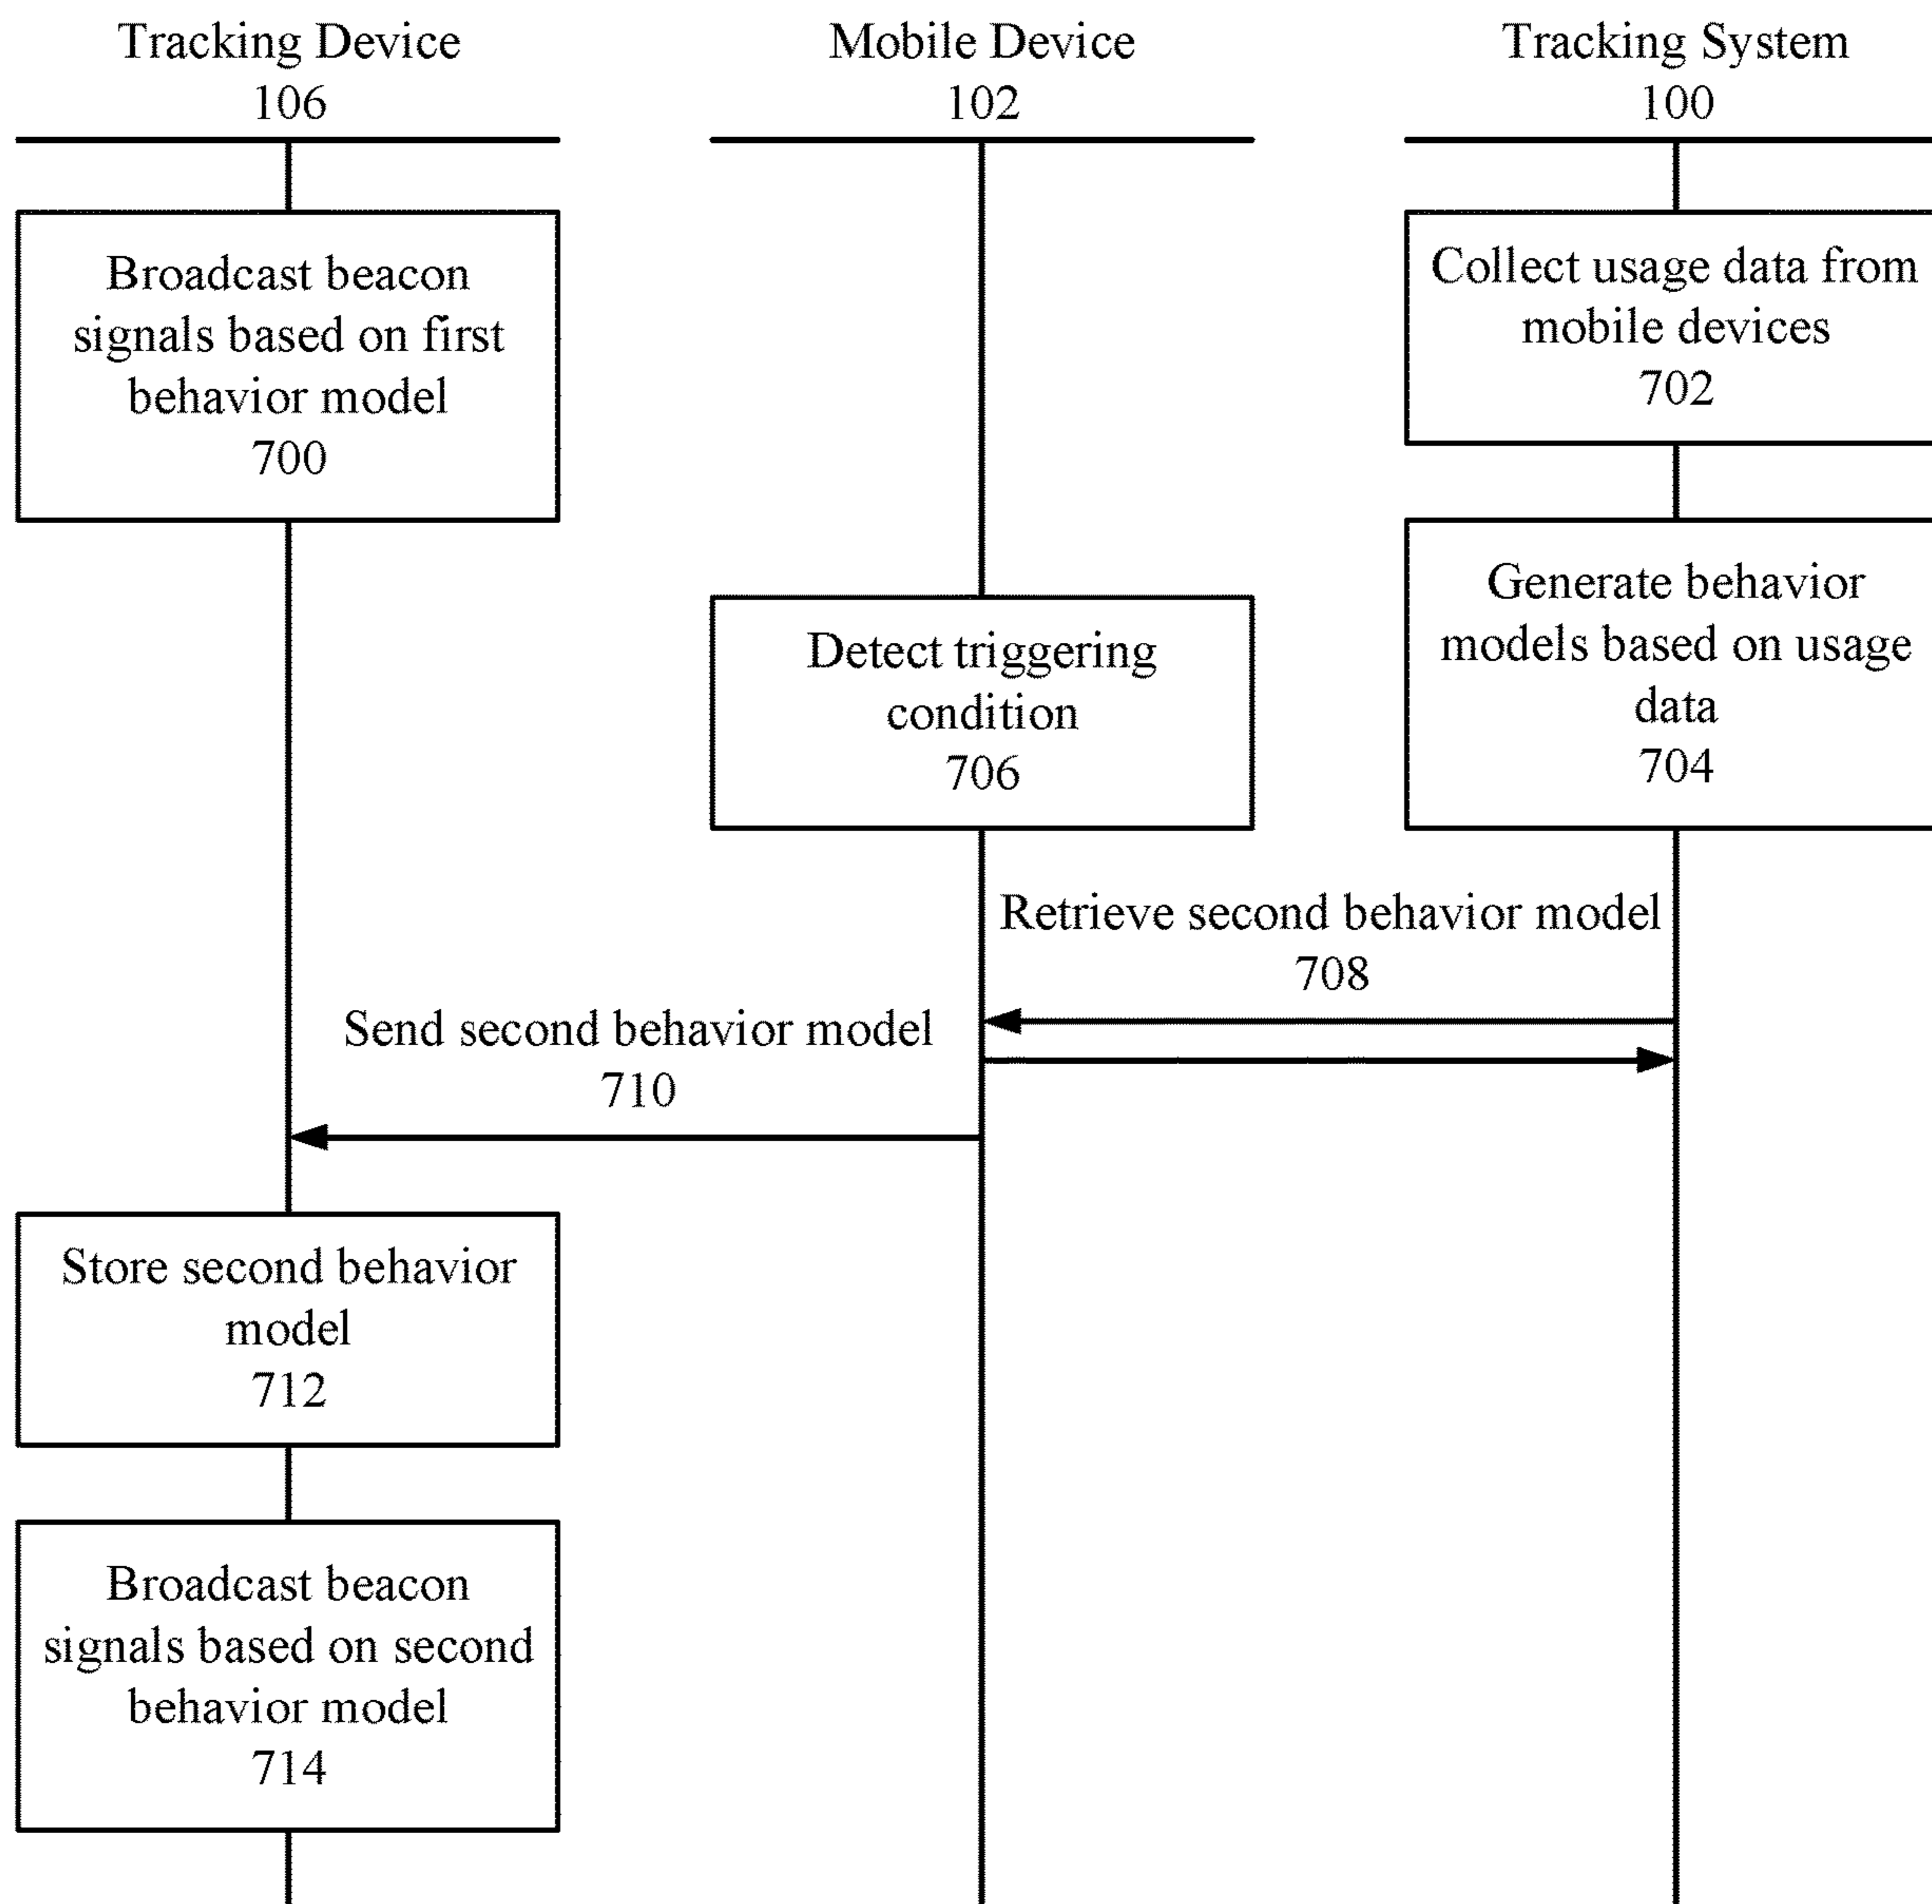 Tracking Device
106
Mobile Device
102
Tracking System
100
Broadcast beacon
signals based on first
behavior model
700
Collect usage data from
mobile devices
702
Generate behavior
models based on usage
data
704
Detect triggering
condition
706
Retrieve second behavior model
708
Send second behavior model
710
Store second behavior
model
712
Broadcast beacon
signals based on second
behavior model
714